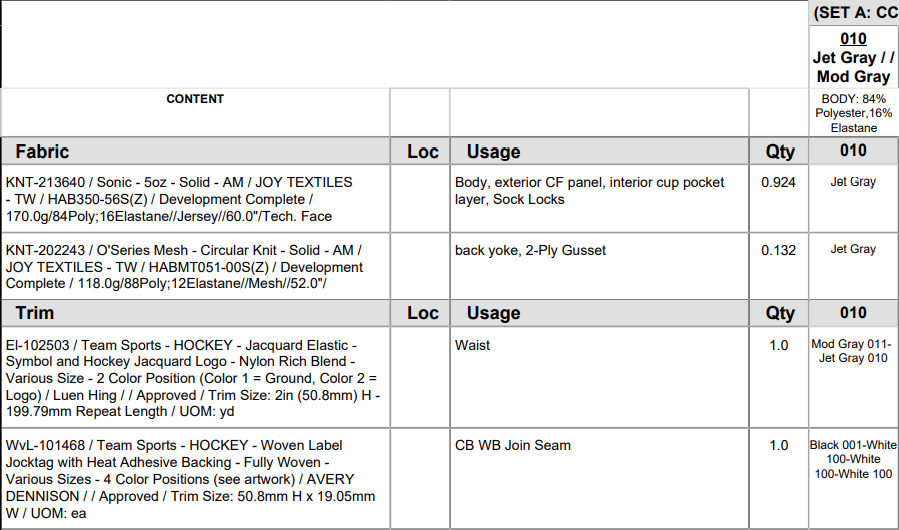 (SET A: CC
010
Jet Gray / /
Mod Gray
CONTENT
BODY: 84%
Polyester,16%
Elastane
Fabric Loc Usage Qty 010
KNT-213640 / Sonic - 5oz - Solid - AM / JOY TEXTILES
- TW / HAB350-56S(Z) / Development Complete /
170.0g/84Poly;16Elastane//Jersey//60.0"/Tech. Face
Body, exterior CF panel, interior cup pocket
layer, Sock Locks
0.924
Jet Gray
KNT-202243 / O'Series Mesh - Circular Knit - Solid - AM /
JOY TEXTILES - TW / HABMT051-00S(Z) / Development
Complete / 118.0g/88Poly;12Elastane//Mesh//52.0"/
back yoke, 2-Ply Gusset
0.132
Jet Gray
Trim Loc Usage Qty 010
El-102503 / Team Sports - HOCKEY - Jacquard Elastic -
Symbol and Hockey Jacquard Logo - Nylon Rich Blend -
Various Size - 2 Color Position (Color 1 = Ground, Color 2 =
Logo) / Luen Hing / / Approved / Trim Size: 2in (50.8mm) H -
199.79mm Repeat Length / UOM: yd
Waist
1.0
Mod Gray 011-
Jet Gray 010
WvL-101468 / Team Sports - HOCKEY - Woven Label
Jocktag with Heat Adhesive Backing - Fully Woven -
Various Sizes - 4 Color Positions (see artwork) / AVERY
DENNISON / / Approved / Trim Size: 50.8mm H x 19.05mm
W / UOM: ea
CB WB Join Seam
1.0
Black 001-White
100-White
100-White 100